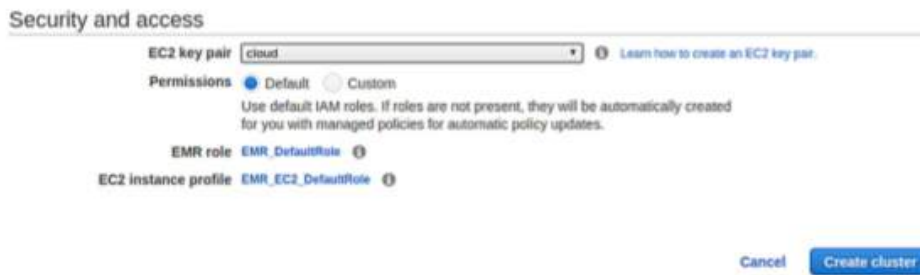 Security and access
EC2 key pair cloud Learn how to create an EC2 key pair.
Permissions Default Custom
Use default IAM roles. If roles are not present, they will be automatically created
for you with managed policies for automatic policy updates.
EMR role EMR_DefaultRole
EC2 instance profile EMR_EC2_DefaultRole
Cancel Create cluster